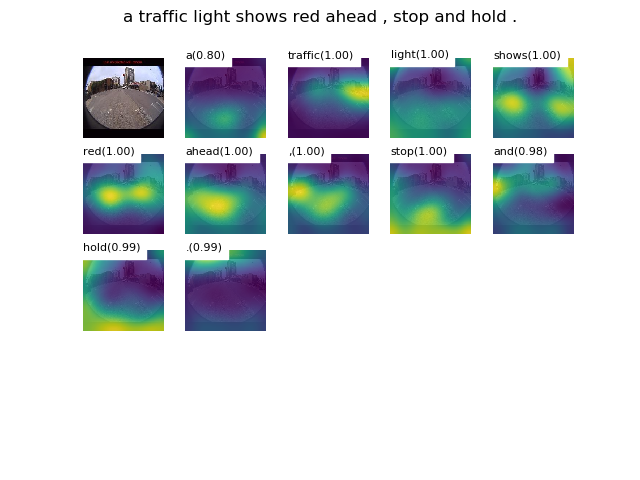 a traffic light shows red ahead , stop and hold .
a(0.80)
traffic(1.00)
light(1.00)
shows(1.00)
red(1.00)
ahead(1.00)
,(1.00)
stop(1.00)
and(0.98)
hold(0.99)
.(0.99)